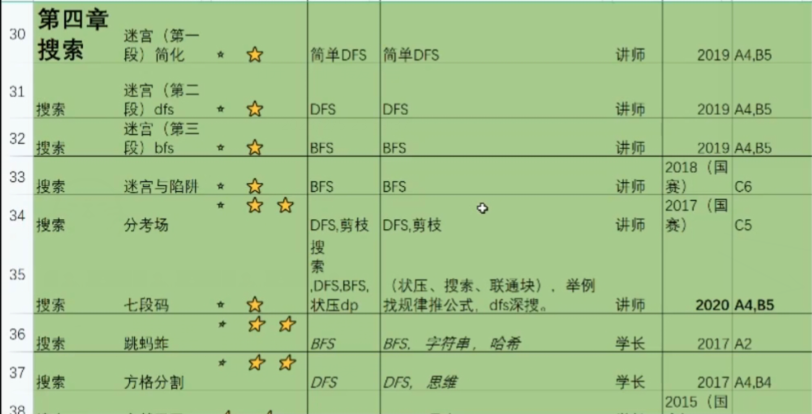 30 第四章 搜索 迷宫（第一段）简化 简单DFS 简单DFS 讲师 2019 A4,B5
31 搜索 迷宫（第二段）dfs DFS DFS 讲师 2019 A4,B5
32 搜索 迷宫（第三段）bfs BFS BFS 讲师 2019 A4,B5
33 搜索 迷宫与陷阱 BFS BFS 讲师 2018（国赛） C6
34 搜索 分考场 DFS,剪枝 DFS,剪枝 讲师 2017（国赛） C5
35 搜索 七段码 搜索,DFS,BFS,状压dp （状压、搜索、联通块），举例找规律推公式，dfs深搜。 讲师 2020 A4,B5
36 搜索 跳蚂蚱 BFS BFS, 字符串, 哈希 学长 2017 A2
37 搜索 方格分割 DFS DFS, 思维 学长 2017 A4,B4
38 2015（国